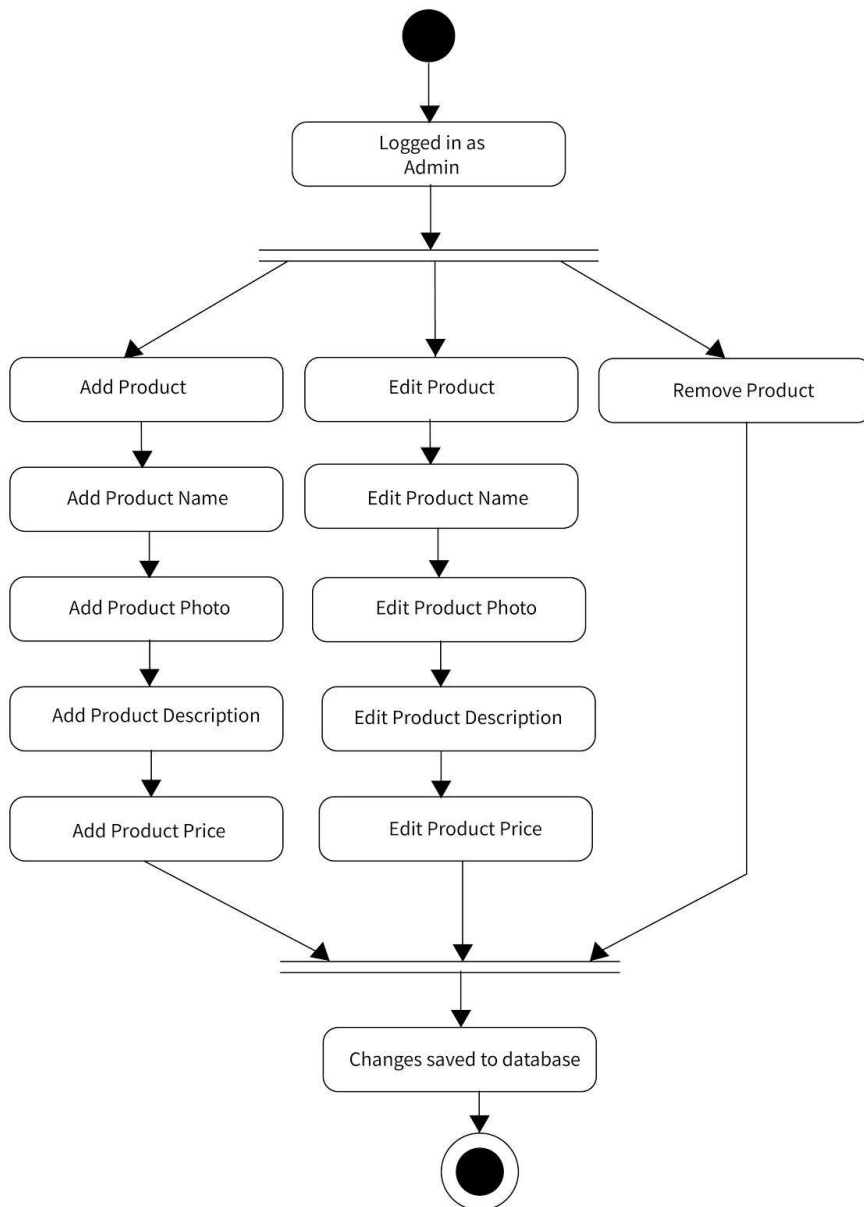 Logged in as
Admin
Add Product
Edit Product
Remove Product
Add Product Name
Edit Product Name
Add Product Photo
Edit Product Photo
Add Product Description
Edit Product Description
Add Product Price
Edit Product Price
Changes saved to database